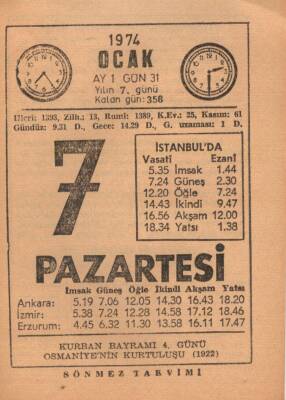 1974
OCAK
AY 1 GÜN 31
Yılın 7. günü
Kalan gün: 358
Hicri: 1393, Zilh.: 13, Rumî: 1389, K.Ev.: 25, Kasım: 61
Gündüz: 9.31 D., Gece: 14.29 D., G. uzaması: 1 D.
7
İSTANBUL'DA
Vasatî Ezanî
5.35 İmsak 1.44
7.24 Güneş 2.30
12.20 Öğle 7.24
14.43 İkindi 9.47
16.56 Akşam 12.00
18.34 Yatsı 1.38
PAZARTESİ
İmsak Güneş Öğle İkindi Akşam Yatsı
Ankara: 5.19 7.06 12.05 14.30 16.43 18.20
İzmir: 5.38 7.24 12.28 14.58 17.12 18.46
Erzurum: 4.45 6.32 11.30 13.58 16.11 17.47
KURBAN BAYRAMI 4. GÜNÜ
OSMANİYE'NİN KURTULUŞU (1922)
SÖNMEZ TAKVİMİ